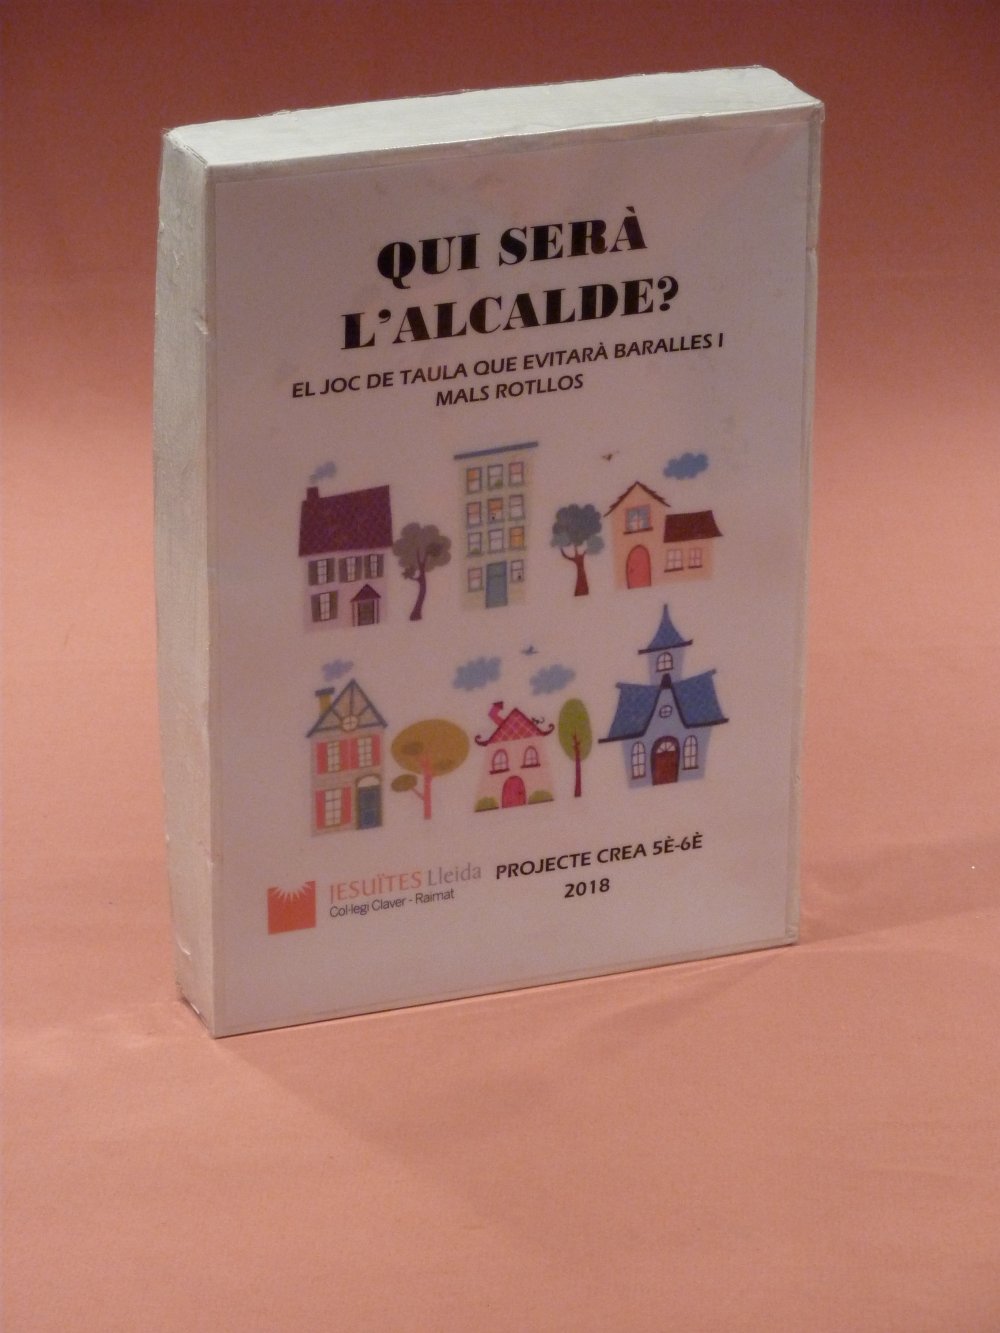 QUI SERÀ
L'ALCALDE?
EL JOC DE TAULA QUE EVITARÀ BARALLES I
MALS ROTLLOS
JESUÏTES Lleida
Col·legi Claver - Raimat
PROJECTE CREA 5È-6È
2018